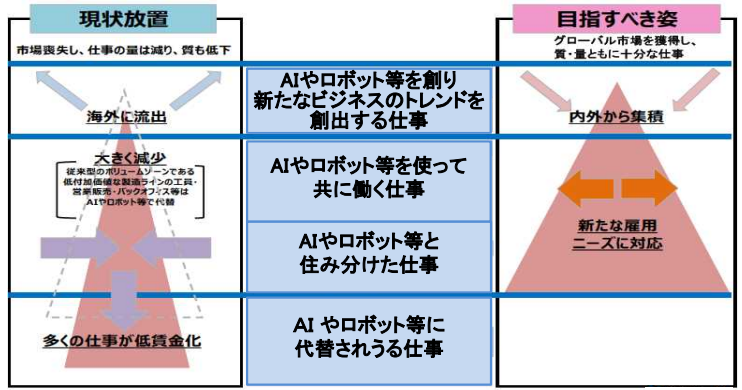 現状放置
市場喪失し、仕事の量は減り、質も低下
海外に流出
大きく減少
従来型のボリュームゾーンである
低付加価値な製造ラインの工員・
営業販売・バックオフィス等は
AIやロボット等で代替
多くの仕事が低賃金化
AIやロボット等を創り
新たなビジネスのトレンドを
創出する仕事
AIやロボット等を使って
共に働く仕事
AIやロボット等と
住み分けた仕事
AI やロボット等に
代替されうる仕事
目指すべき姿
グローバル市場を獲得し、
質・量ともに十分な仕事
内外から集積
新たな雇用
ニーズに対応